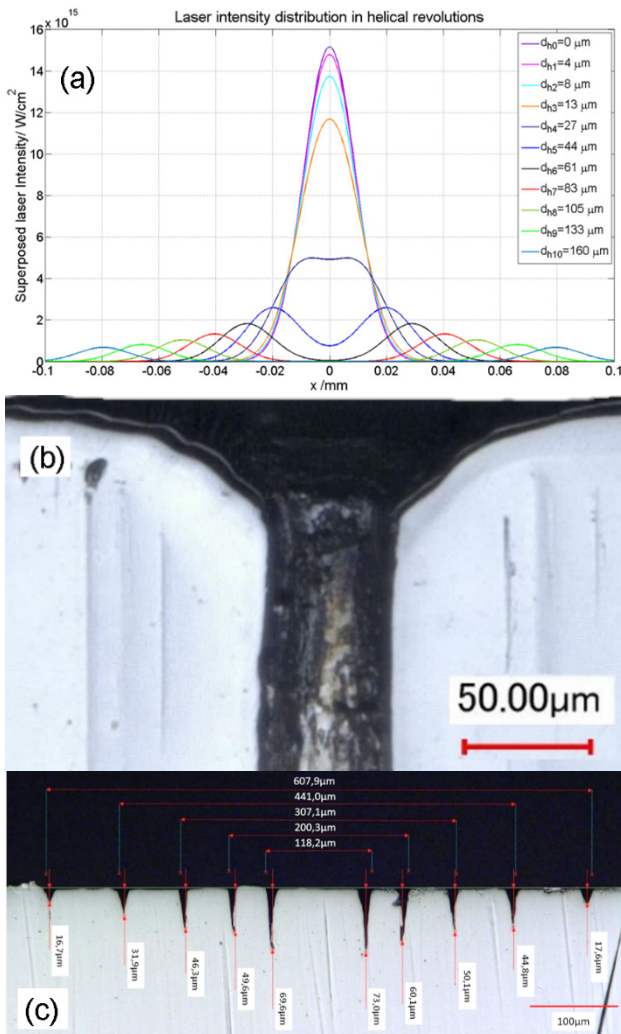 Laser intensity distribution in helical revolutions
x 10¹⁵
Superposed laser Intensity/ W/cm²
16
14
12
10
8
6
4
2
0
(a)
d_h0=0 μm
d_h1=4 μm
d_h2=8 μm
d_h3=13 μm
d_h4=27 μm
d_h5=44 μm
d_h6=61 μm
d_h7=83 μm
d_h8=105 μm
d_h9=133 μm
d_h10=160 μm
-0.1 -0.08 -0.06 -0.04 -0.02 0 0.02 0.04 0.06 0.08 0.1
x /mm
(b)
50.00μm
607,9μm
441,0μm
307,1μm
200,3μm
118,2μm
16,7μm
31,9μm
46,3μm
49,6μm
69,6μm
73,0μm
60,1μm
50,1μm
44,8μm
17,6μm
100μm
(c)